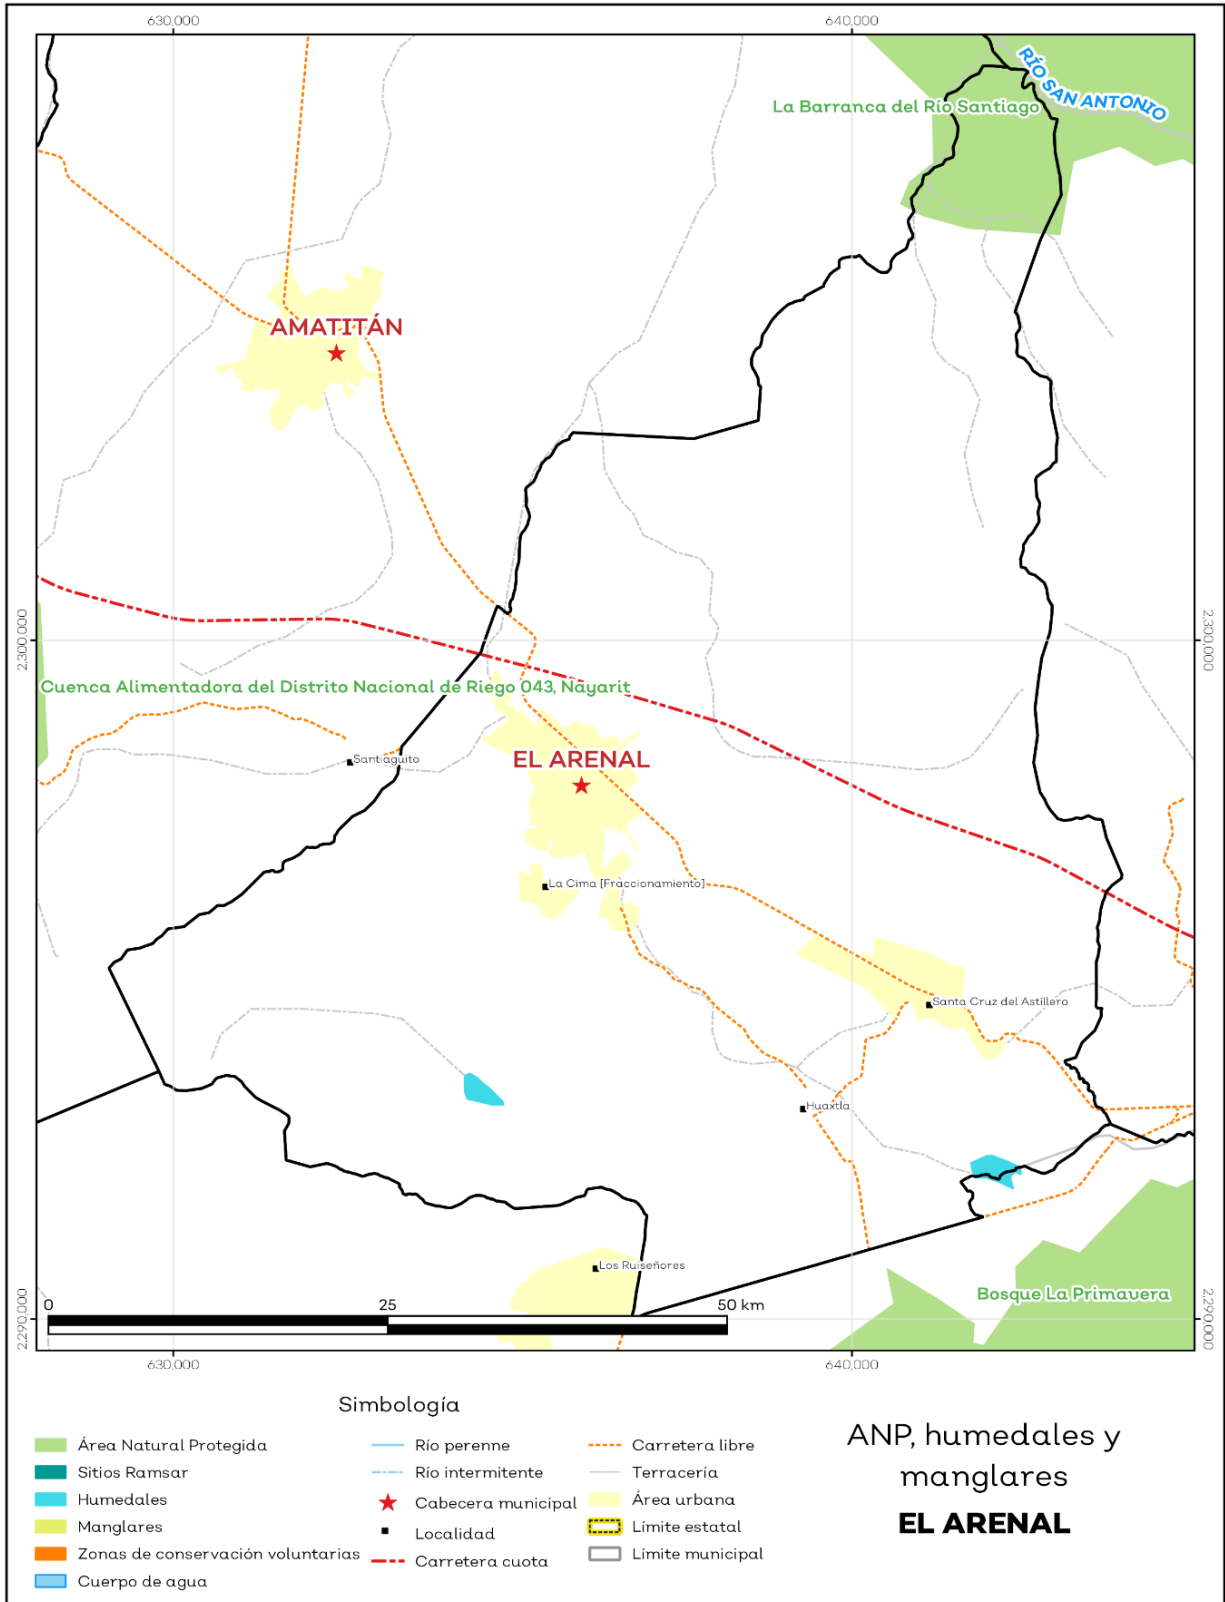 630,000
640,000
RÍO SAN ANTONIO
La Barranca del Río Santiago
AMATITÁN
2,300,000
2,300,000
Cuenca Alimentadora del Distrito Nacional de Riego 043, Nayarit
Santiaguito
EL ARENAL
La Cima [Fraccionamiento]
Santa Cruz del Astillero
Huaxtla
Los Ruiseñores
Bosque La Primavera
0
25
50 km
2,290,000
2,290,000
630,000
640,000
Simbología
Área Natural Protegida
Sitios Ramsar
Humedales
Manglares
Zonas de conservación voluntarias
Cuerpo de agua
Río perenne
Río intermitente
Cabecera municipal
Localidad
Carretera cuota
Carretera libre
Terracería
Área urbana
Límite estatal
Límite municipal
ANP, humedales y
manglares
EL ARENAL